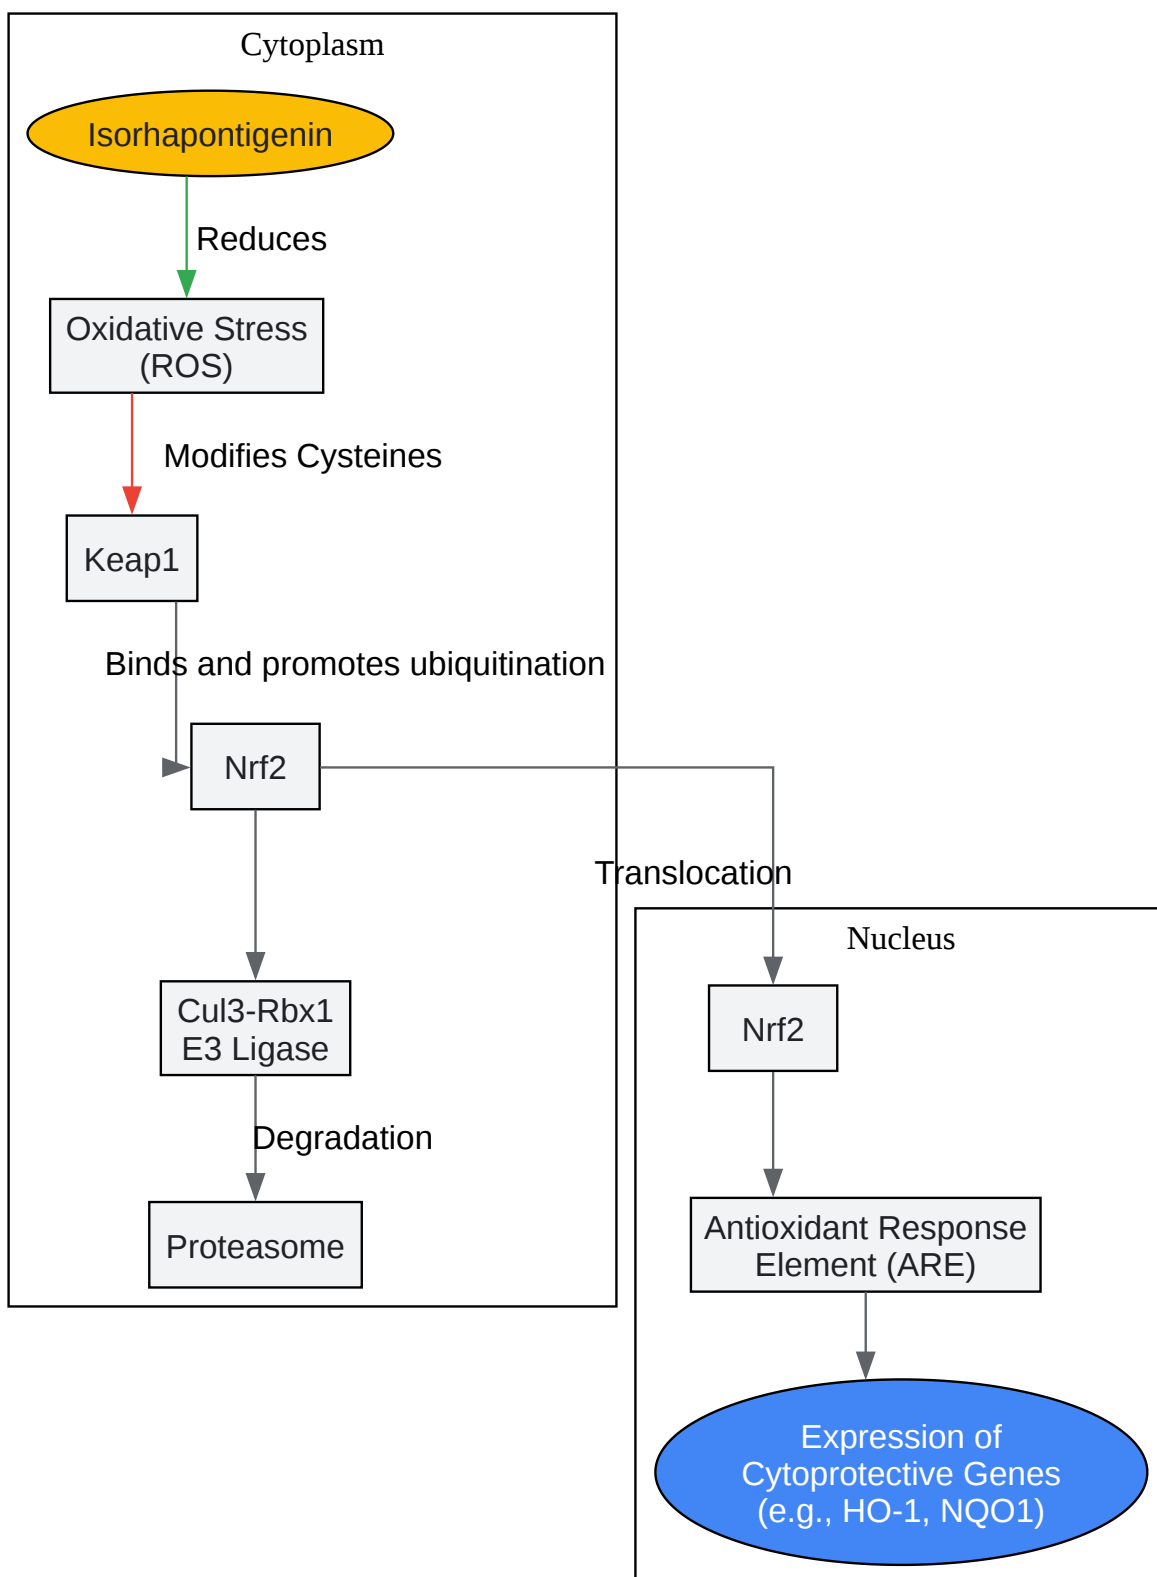 Cytoplasm
Isorhapontigenin
Reduces
Oxidative Stress
(ROS)
Modifies Cysteines
Keap1
Binds and promotes ubiquitination
Nrf2
Translocation
Nucleus
Cul3-Rbx1
E3 Ligase
Nrf2
Degradation
Proteasome
Antioxidant Response
Element (ARE)
Expression of
Cytoprotective Genes
(e.g., HO-1, NQO1)